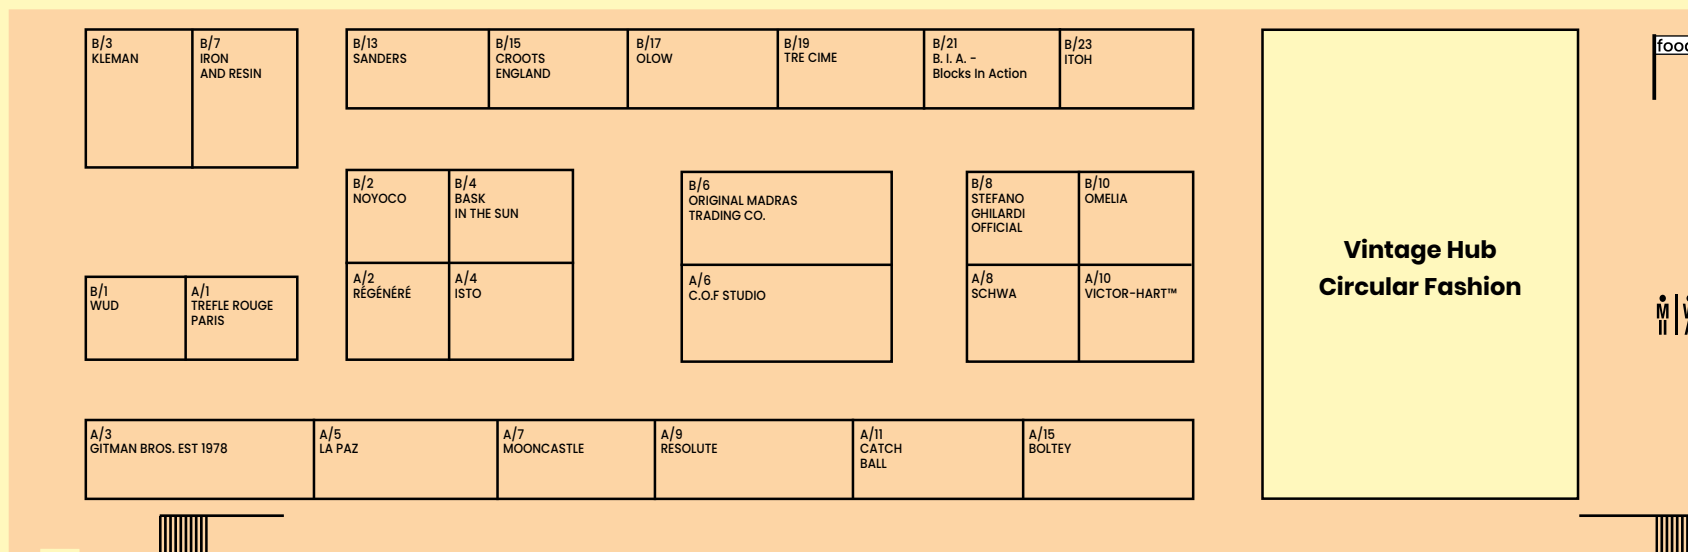 B/3
KLEMAN
B/7
IRON
AND RESIN
B/13
SANDERS
B/15
CROOTS
ENGLAND
B/17
OLOW
B/19
TRE CIME
B/21
B. I. A. -
Blocks In Action
B/23
ITOH
B/2
NOYOCO
B/4
BASK
IN THE SUN
A/2
RÉGÉNÉRÉ
A/4
ISTO
B/6
ORIGINAL MADRAS
TRADING CO.
A/6
C.O.F STUDIO
B/8
STEFANO
GHILARDI
OFFICIAL
B/10
OMELIA
A/8
SCHWA
A/10
VICTOR-HART™
B/1
WUD
A/1
TREFLE ROUGE
PARIS
A/3
GITMAN BROS. EST 1978
A/5
LA PAZ
A/7
MOONCASTLE
A/9
RESOLUTE
A/11
CATCH
BALL
A/15
BOLTEY
Vintage Hub
Circular Fashion